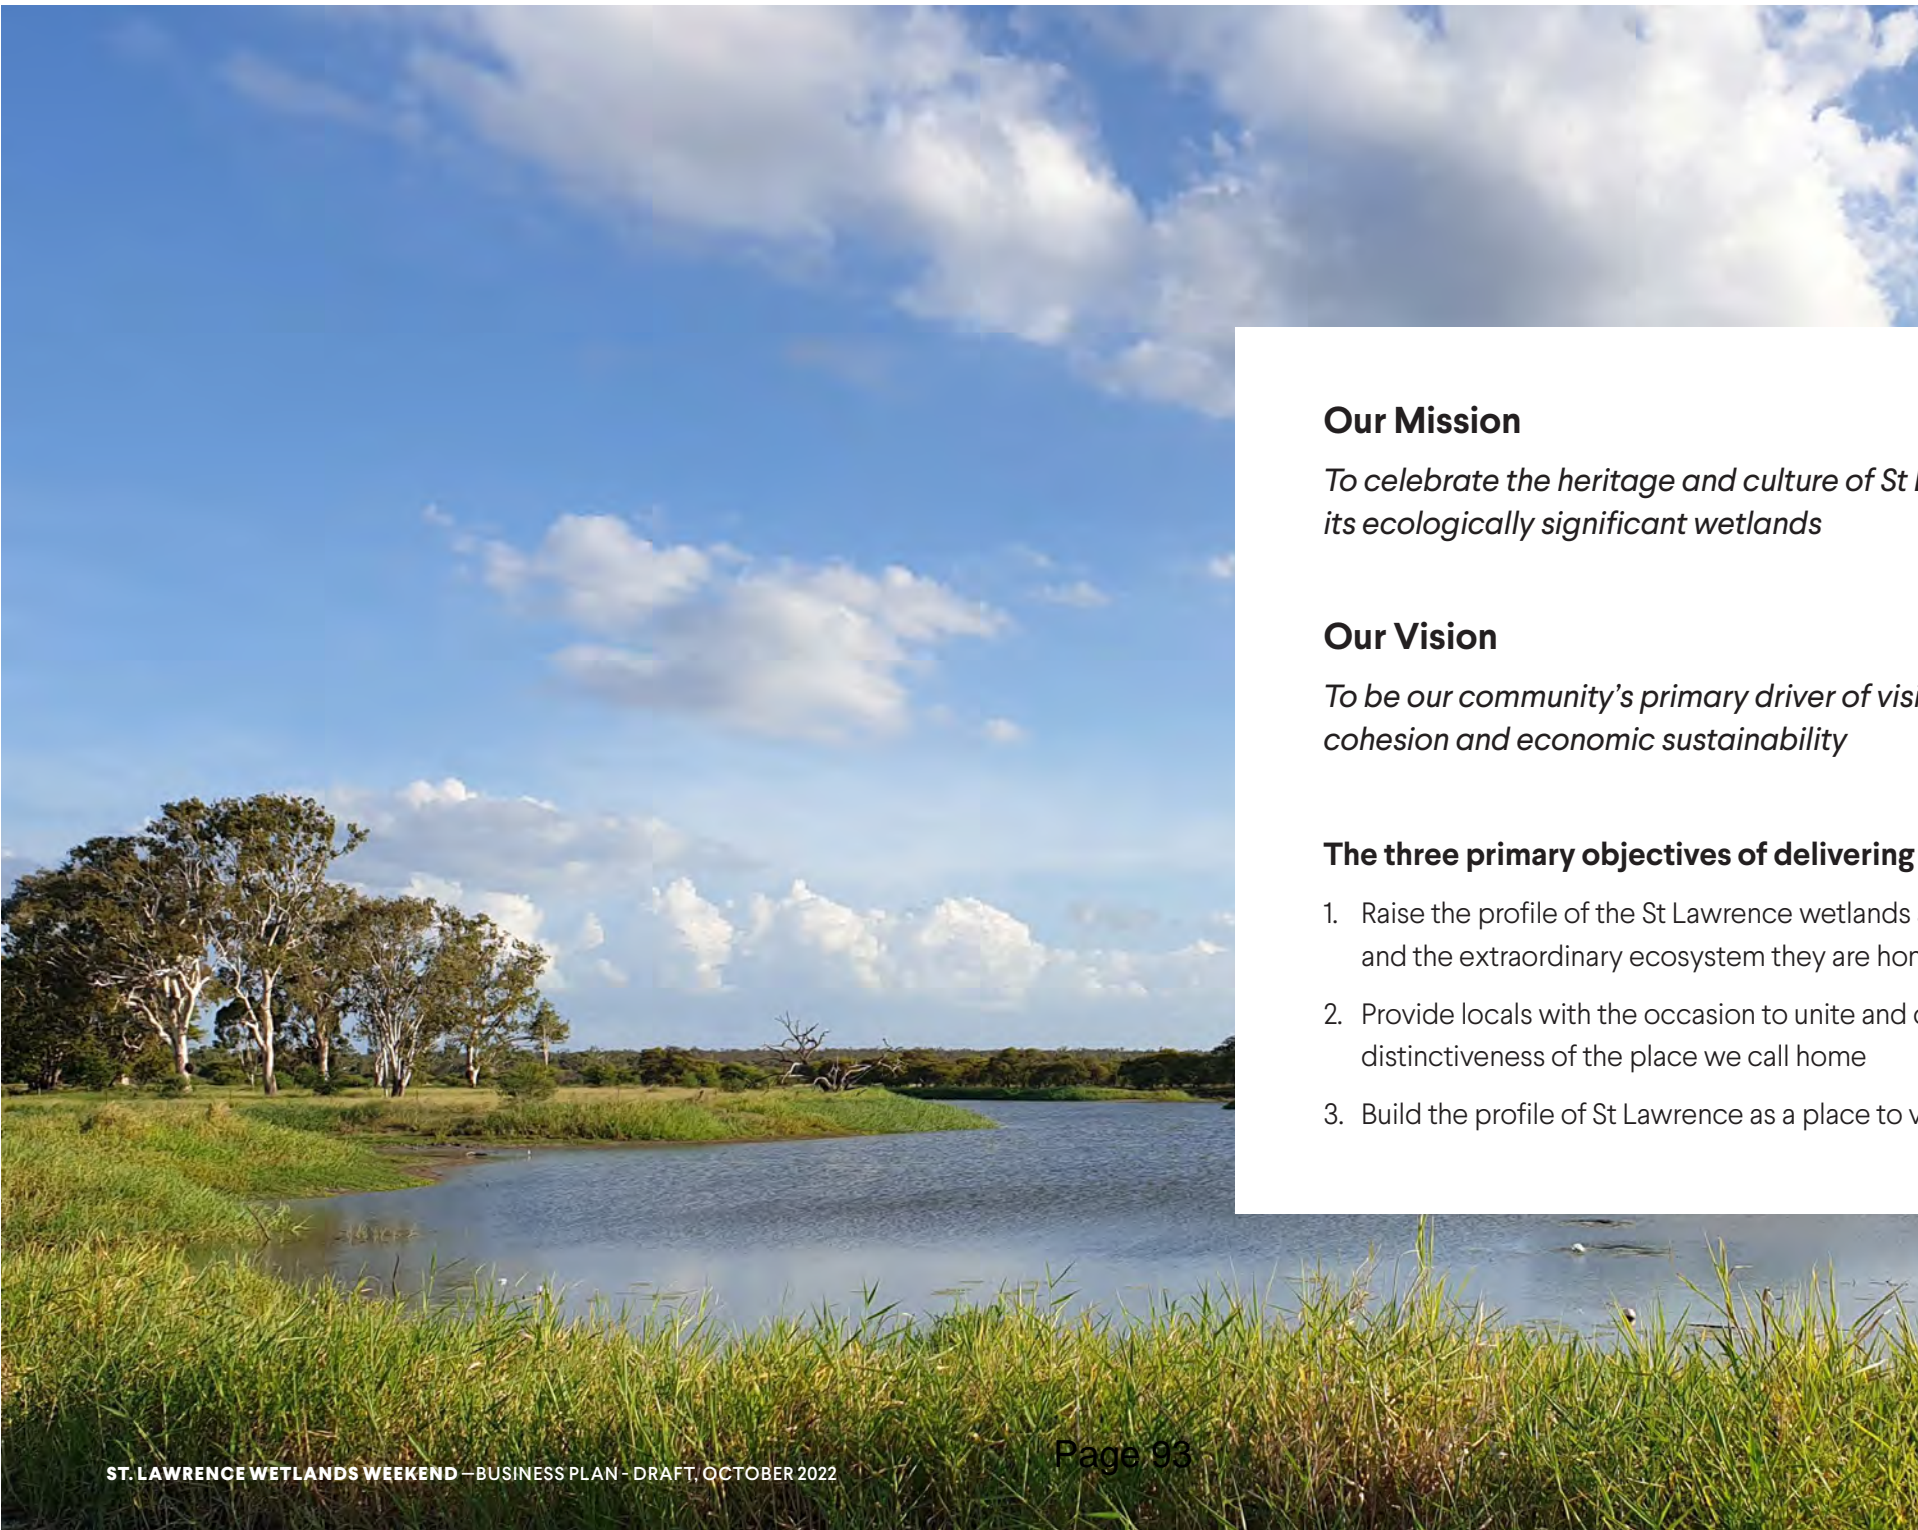 Our Mission
To celebrate the heritage and culture of St
its ecologically significant wetlands
Our Vision
To be our community's primary driver of
cohesion and economic sustainability
The three primary objectives of delivering
1. Raise the profile of the St Lawrence wetlands
and the extraordinary ecosystem they are
2. Provide locals with the occasion to unite and
distinctiveness of the place we call home
3. Build the profile of St Lawrence as a place to
Page 93
ST. LAWRENCE WETLANDS WEEKEND —BUSINESS PLAN - DRAFT, OCTOBER 2022